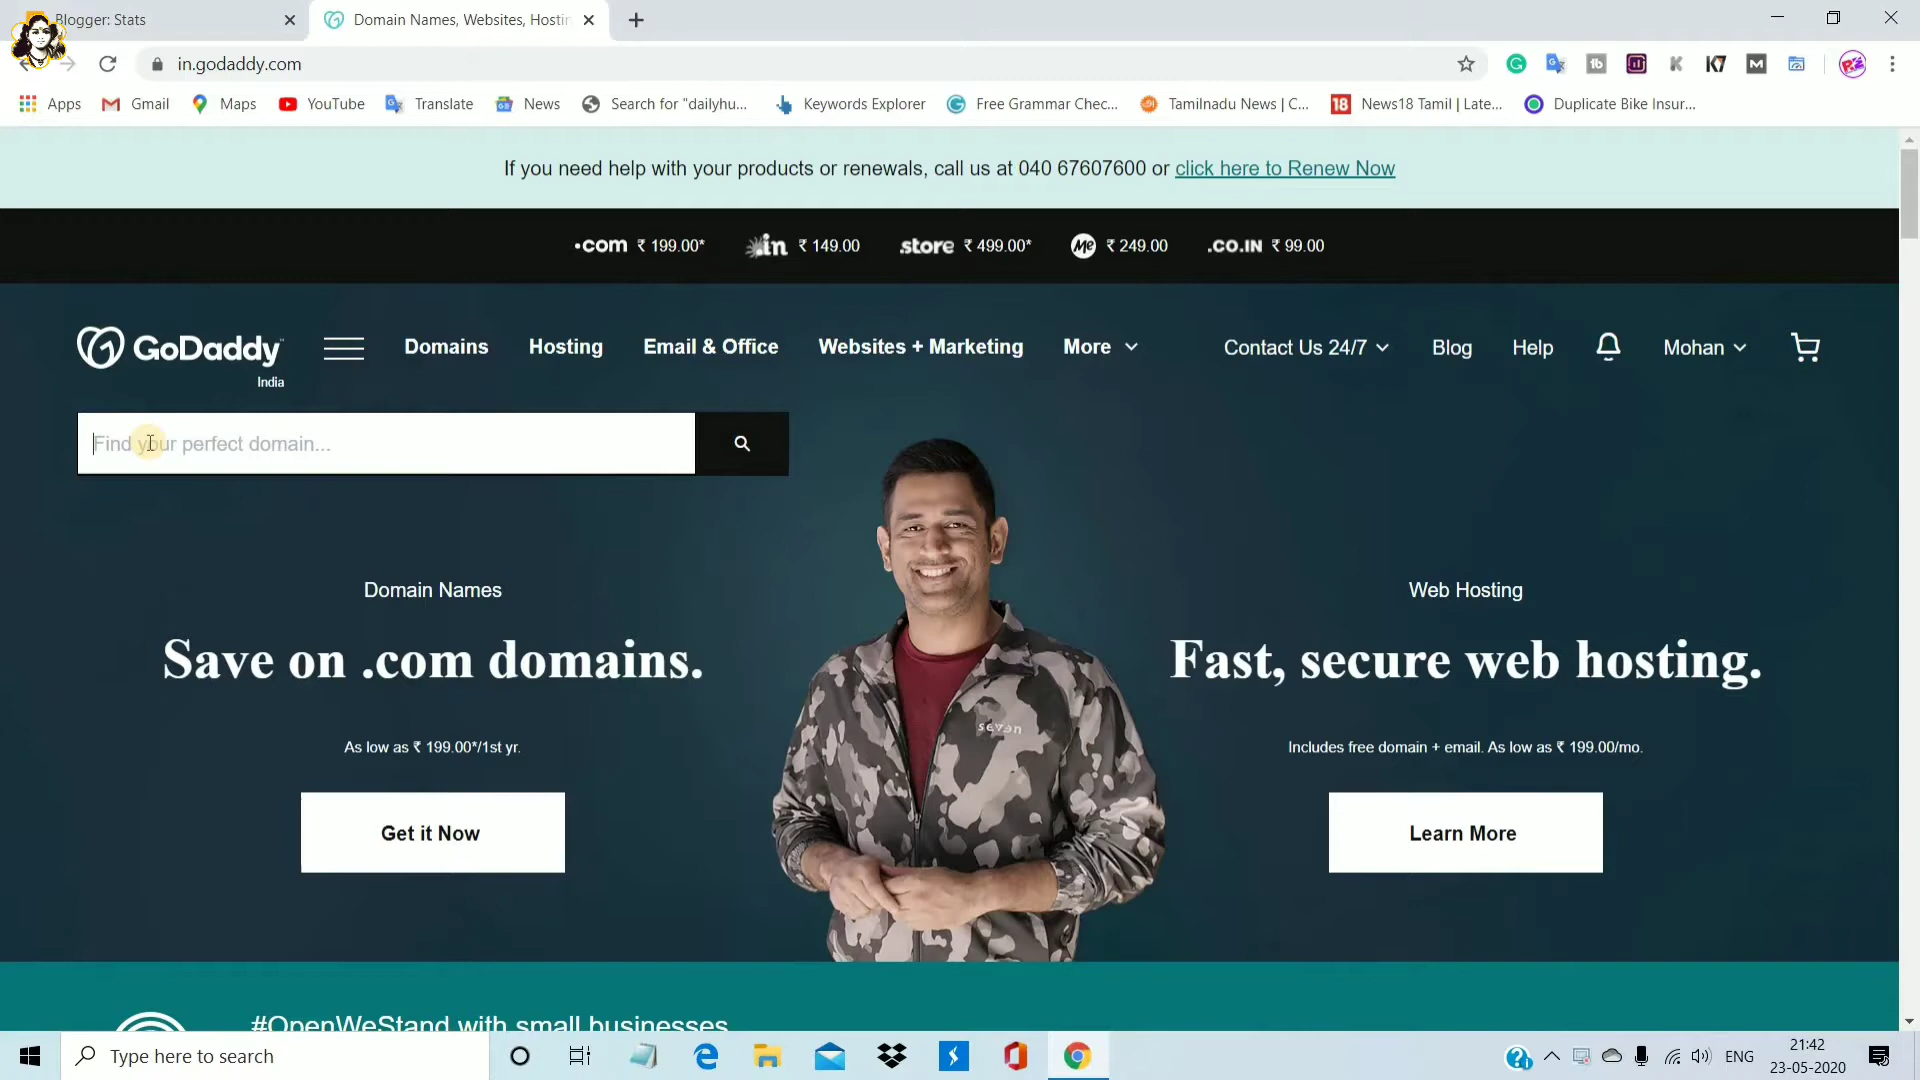 Blogger: Stats
Domain Names, Websites, Hostin
in.godaddy.com
Apps
Gmail
Maps
YouTube
Translate
News
Search for "dailyhu...
Keywords Explorer
Free Grammar Chec...
Tamilnadu News | C...
18 News18 Tamil | Late...
Duplicate Bike Insur...
If you need help with your products or renewals, call us at 040 67607600 or click here to Renew Now
.com ₹ 199.00*
.in ₹ 149.00
.store ₹ 499.00*
Me ₹ 249.00
.CO.IN ₹ 99.00
GoDaddy
India
Domains
Hosting
Email & Office
Websites + Marketing
More
Contact Us 24/7
Blog
Help
Mohan
Find your perfect domain...
Domain Names
Save on .com domains.
As low as ₹ 199.00*/1st yr.
Get it Now
seven
Web Hosting
Fast, secure web hosting.
Includes free domain + email. As low as ₹ 199.00/mo.
Learn More
#OpenWeStand with small businesses
Type here to search
ENG
21:42
23-05-2020